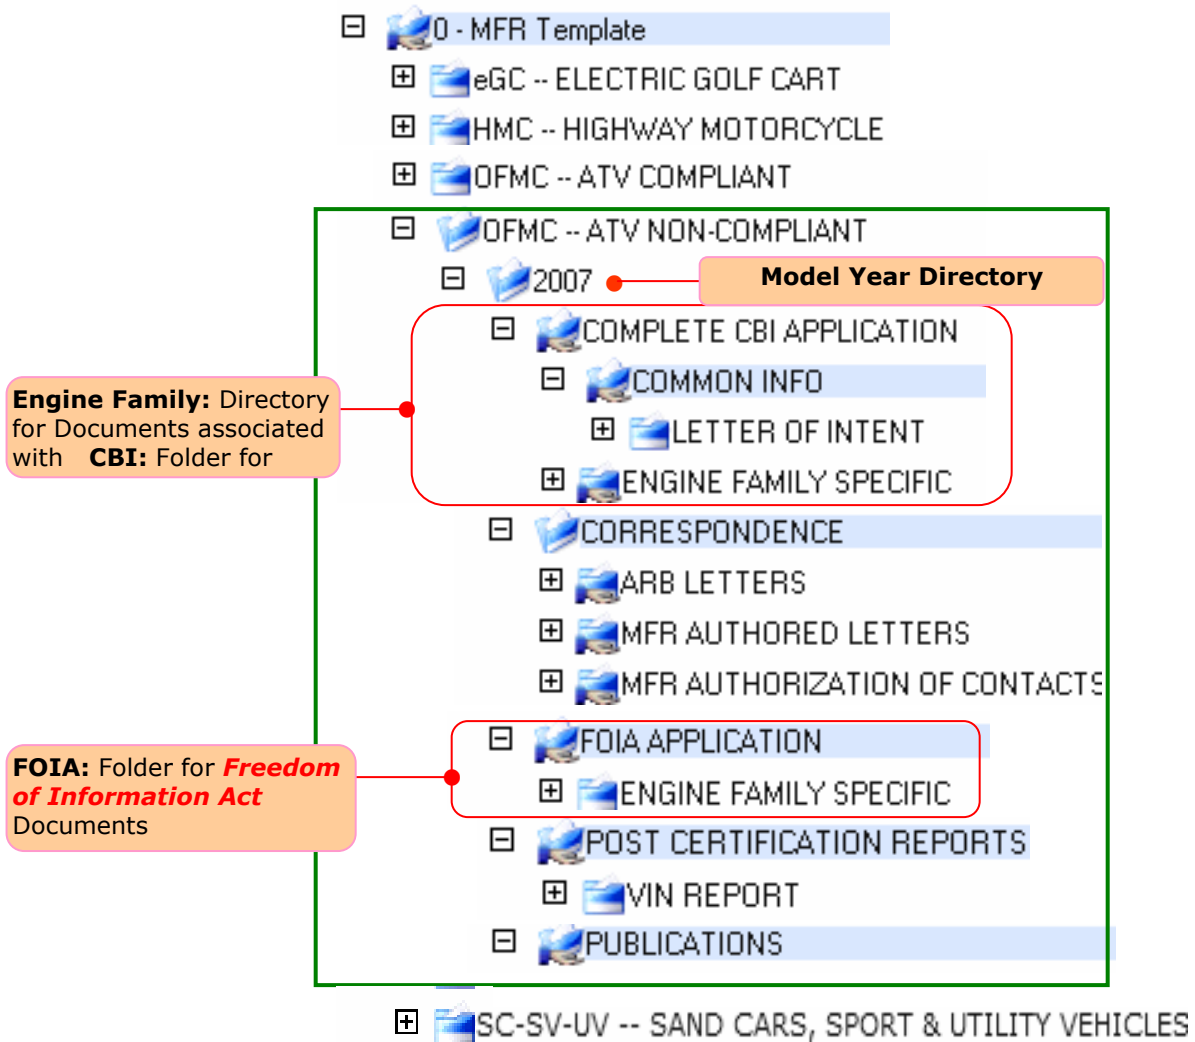 0 - MFR Template
eGC -- ELECTRIC GOLF CART
HMC -- HIGHWAY MOTORCYCLE
OFMC -- ATV COMPLIANT
OFMC -- ATV NON-COMPLIANT
2007
Model Year Directory
COMPLETE CBI APPLICATION
COMMON INFO
Engine Family: Directory
for Documents associated
with CBI: Folder for
LETTER OF INTENT
ENGINE FAMILY SPECIFIC
CORRESPONDENCE
ARB LETTERS
MFR AUTHORED LETTERS
MFR AUTHORIZATION OF CONTACTS
FOIA APPLICATION
FOIA: Folder for Freedom
of Information Act
Documents
ENGINE FAMILY SPECIFIC
POST CERTIFICATION REPORTS
VIN REPORT
PUBLICATIONS
SC-SV-UV -- SAND CARS, SPORT & UTILITY VEHICLES